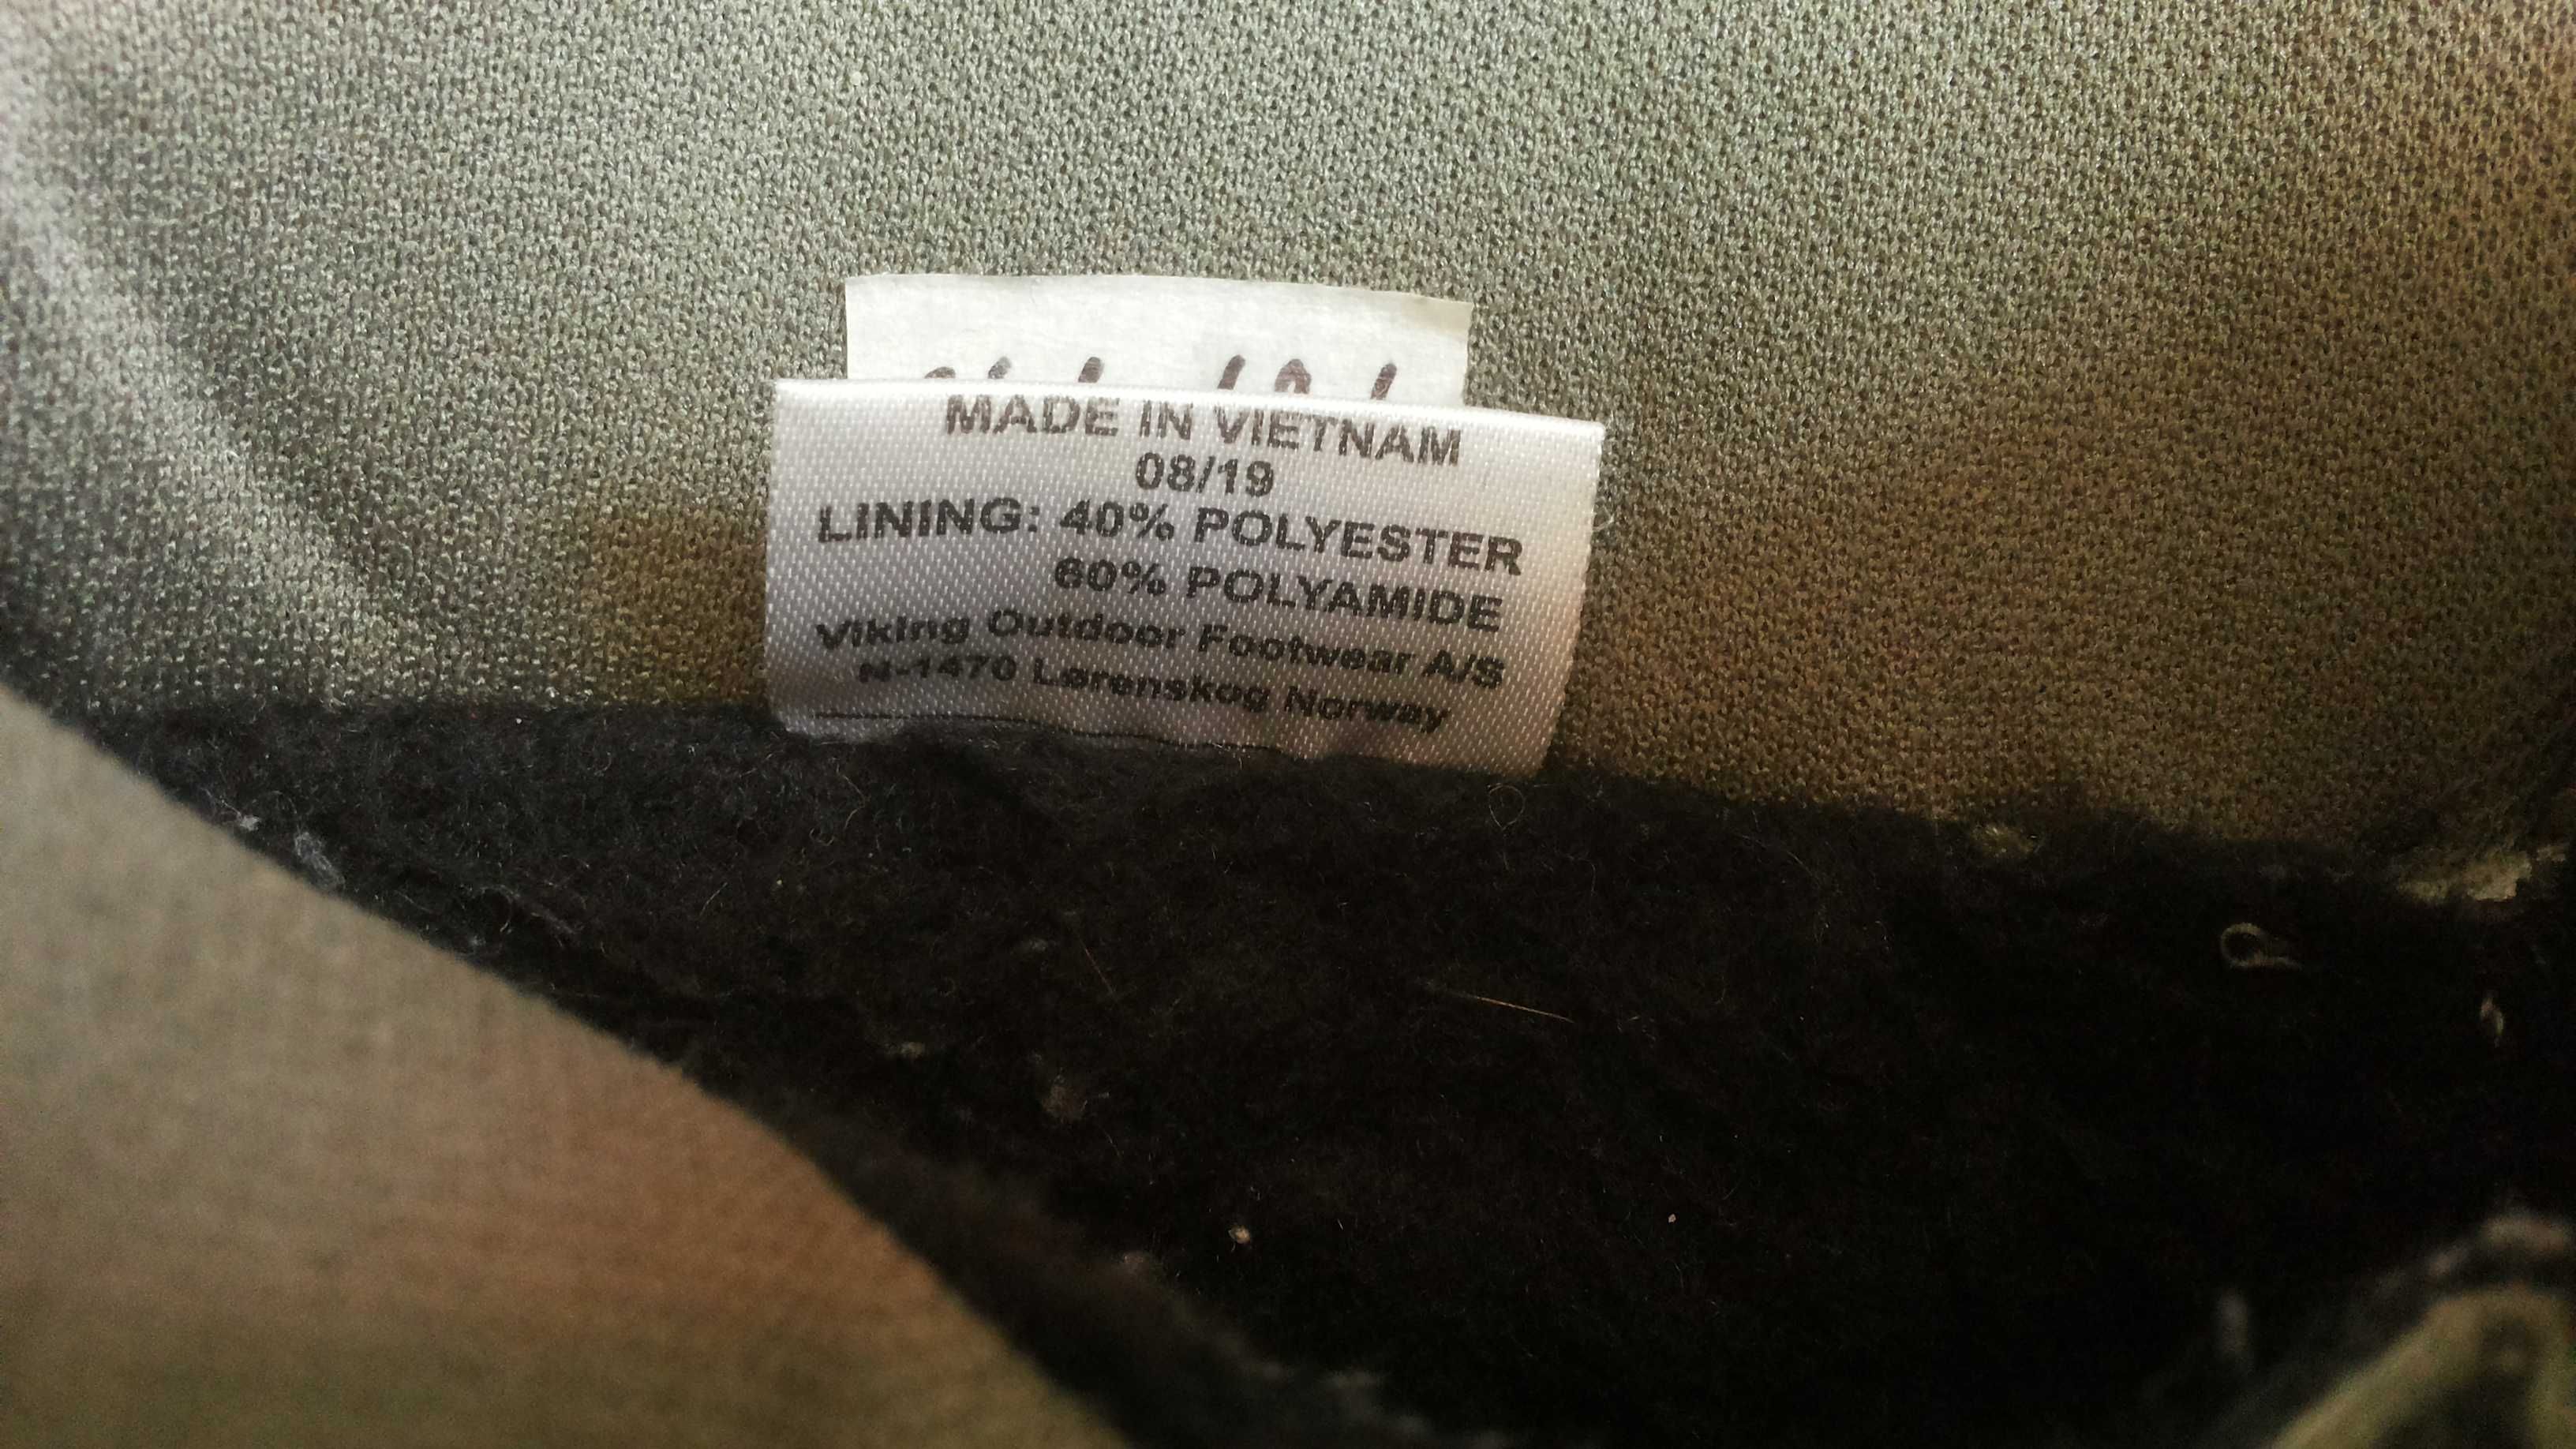 MADE IN VIETNAM
08/19
LINING: 40% POLYESTER
60% POLYAMIDE
Viking Outdoor Footwear A/S
N-1470 Lørenskog Norway